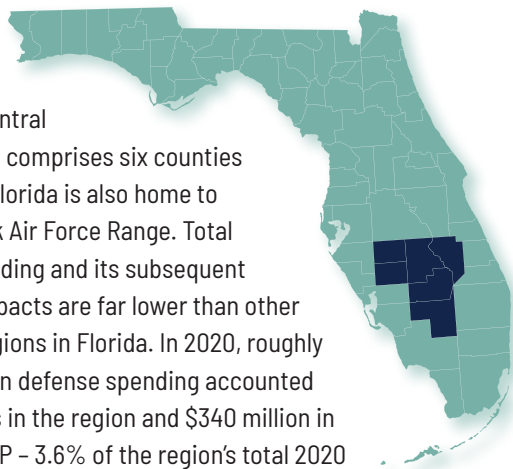 ntral
comprises six counties
lorida is also home to
k Air Force Range. Total
ding and its subsequent
pacts are far lower than other
gions in Florida. In 2020, roughly
n defense spending accounted
s in the region and $340 million in
P – 3.6% of the region's total 2020